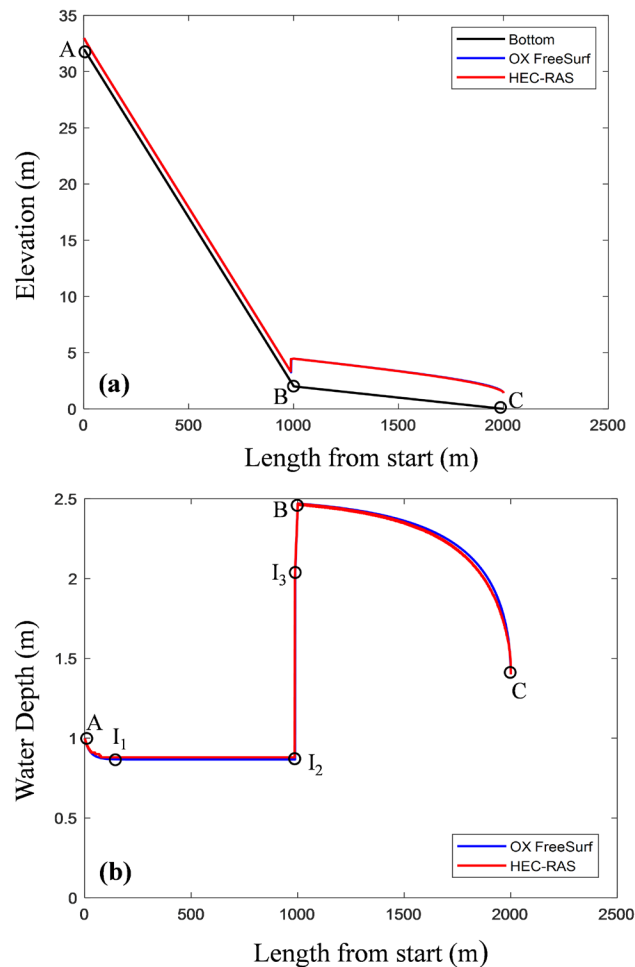 35
30
25
20
15
10
5
0
Elevation (m)
A
B
C
Bottom
OX FreeSurf
HEC-RAS
(a)
0
500
1000
1500
2000
2500
Length from start (m)
2.5
2
1.5
1
0.5
0
Water Depth (m)
B
I3
A
I1
I2
C
OX FreeSurf
HEC-RAS
(b)
0
500
1000
1500
2000
2500
Length from start (m)